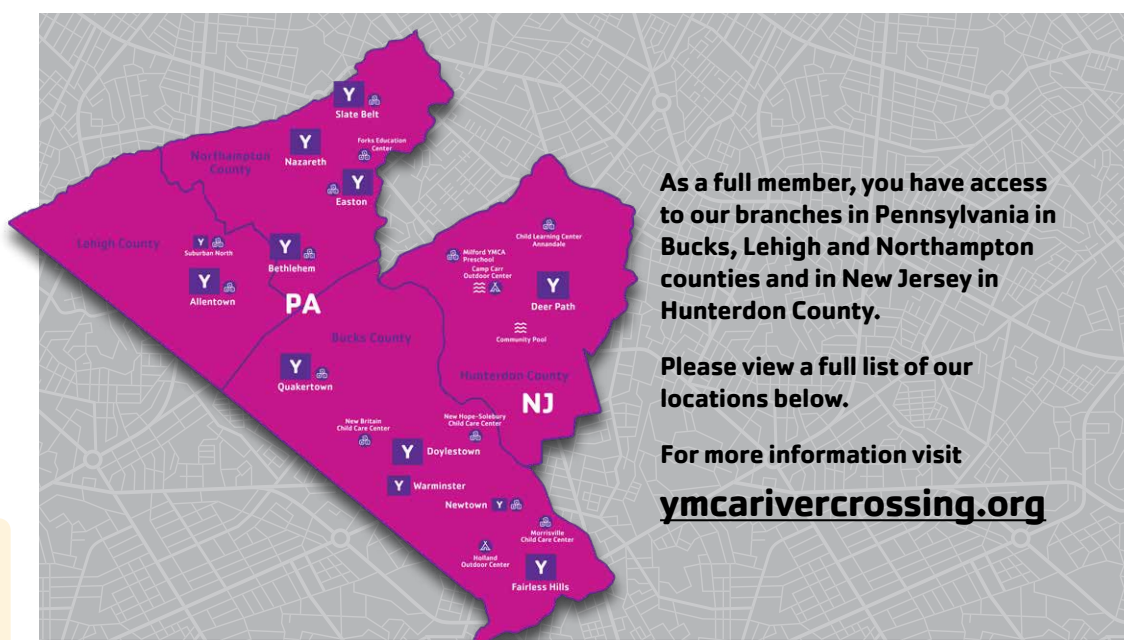 Y
Slate Belt
Y
Nazareth
Forks Education
Center
Northampton
County
Y
Easton
Lehigh County
Y
Suburban North
Y
Bethlehem
Y
Allentown
PA
Child Learning Center
Annandale
Milford YMCA
Preschool
Camp Carr
Outdoor Center
Y
Deer Path
Community Pool
Bucks County
Y
Quakertown
Hunterdon County
NJ
New Britain
Child Care Center
New Hope-Solebury
Child Care Center
Y Doylestown
Y Warminster
Newtown Y
Morrisville
Child Care Center
Holland
Outdoor Center
Y
Fairless Hills
As a full member, you have access
to our branches in Pennsylvania in
Bucks, Lehigh and Northampton
counties and in New Jersey in
Hunterdon County.
Please view a full list of our
locations below.
For more information visit
ymcarivercrossing.org